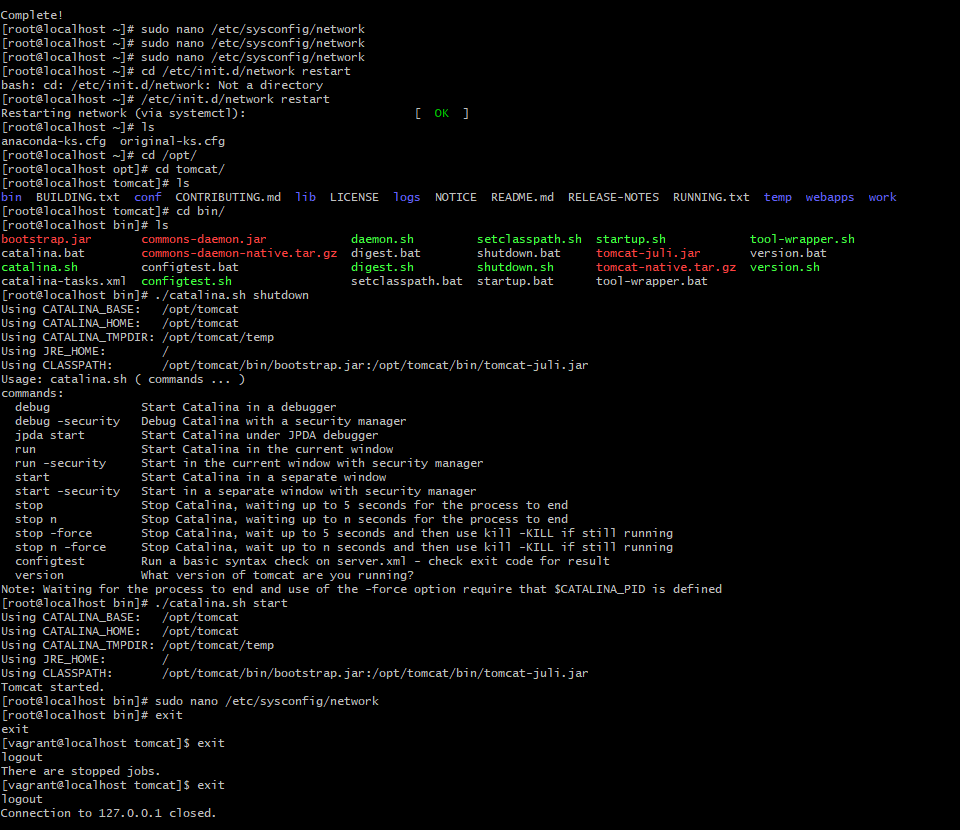 Complete!
[root@localhost ~]# sudo nano /etc/sysconfig/network
[root@localhost ~]# sudo nano /etc/sysconfig/network
[root@localhost ~]# sudo nano /etc/sysconfig/network
[root@localhost ~]# cd /etc/init.d/network restart
bash: cd: /etc/init.d/network: Not a directory
[root@localhost ~]# /etc/init.d/network restart
Restarting network (via systemctl):                        [  OK  ]
[root@localhost ~]# ls
anaconda-ks.cfg  original-ks.cfg
[root@localhost ~]# cd /opt/
[root@localhost opt]# cd tomcat/
[root@localhost tomcat]# ls
bin  BUILDING.txt  conf  CONTRIBUTING.md  lib  LICENSE  logs  NOTICE  README.md  RELEASE-NOTES  RUNNING.txt  temp  webapps  work
[root@localhost tomcat]# cd bin/
[root@localhost bin]# ls
bootstrap.jar       commons-daemon.jar            daemon.sh         setclasspath.sh  startup.sh            tool-wrapper.sh
catalina.bat        commons-daemon-native.tar.gz  digest.bat        shutdown.bat     tomcat-juli.jar       version.bat
catalina.sh         configtest.bat                digest.sh         shutdown.sh      tomcat-native.tar.gz  version.sh
catalina-tasks.xml  configtest.sh                 setclasspath.bat  startup.bat      tool-wrapper.bat
[root@localhost bin]# ./catalina.sh shutdown
Using CATALINA_BASE:   /opt/tomcat
Using CATALINA_HOME:   /opt/tomcat
Using CATALINA_TMPDIR: /opt/tomcat/temp
Using JRE_HOME:        /
Using CLASSPATH:       /opt/tomcat/bin/bootstrap.jar:/opt/tomcat/bin/tomcat-juli.jar
Usage: catalina.sh ( commands ... )
commands:
  debug             Start Catalina in a debugger
  debug -security   Debug Catalina with a security manager
  jpda start        Start Catalina under JPDA debugger
  run               Start Catalina in the current window
  run -security     Start in the current window with security manager
  start             Start Catalina in a separate window
  start -security   Start in a separate window with security manager
  stop              Stop Catalina, waiting up to 5 seconds for the process to end
  stop n            Stop Catalina, waiting up to n seconds for the process to end
  stop -force       Stop Catalina, wait up to 5 seconds and then use kill -KILL if still running
  stop n -force     Stop Catalina, wait up to n seconds and then use kill -KILL if still running
  configtest        Run a basic syntax check on server.xml - check exit code for result
  version           What version of tomcat are you running?
Note: Waiting for the process to end and use of the -force option require that $CATALINA_PID is defined
[root@localhost bin]# ./catalina.sh start
Using CATALINA_BASE:   /opt/tomcat
Using CATALINA_HOME:   /opt/tomcat
Using CATALINA_TMPDIR: /opt/tomcat/temp
Using JRE_HOME:        /
Using CLASSPATH:       /opt/tomcat/bin/bootstrap.jar:/opt/tomcat/bin/tomcat-juli.jar
Tomcat started.
[root@localhost bin]# sudo nano /etc/sysconfig/network
[root@localhost bin]# exit
exit
[vagrant@localhost tomcat]$ exit
logout
There are stopped jobs.
[vagrant@localhost tomcat]$ exit
logout
Connection to 127.0.0.1 closed.